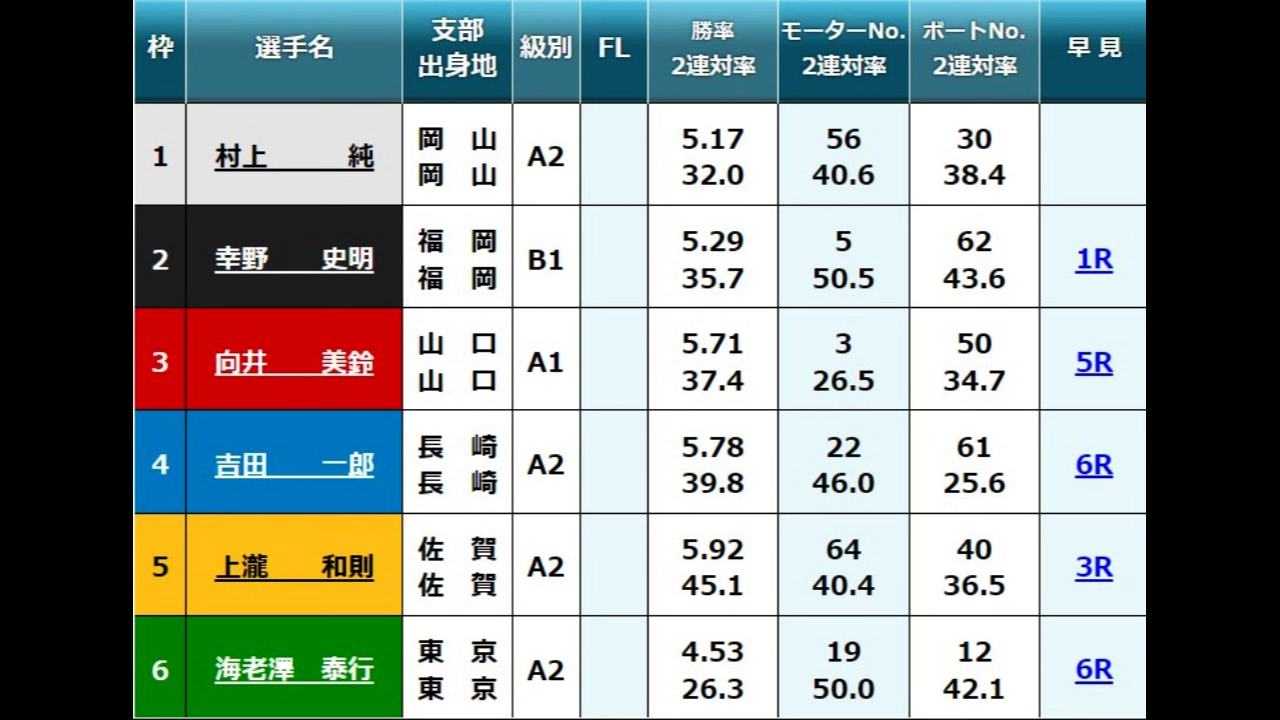 枠 選手名 支部 出身地 級別 FL 勝率 2連対率 モーターNo. 2連対率 ボートNo. 2連対率 早見
1 村上 純 岡山 岡山 A2 5.17 32.0 56 40.6 30 38.4
2 幸野 史明 福岡 福岡 B1 5.29 35.7 5 50.5 62 43.6 1R
3 向井 美鈴 山口 山口 A1 5.71 37.4 3 26.5 50 34.7 5R
4 吉田 一郎 長崎 長崎 A2 5.78 39.8 22 46.0 61 25.6 6R
5 上瀧 和則 佐賀 佐賀 A2 5.92 45.1 64 40.4 40 36.5 3R
6 海老澤 泰行 東京 東京 A2 4.53 26.3 19 50.0 12 42.1 6R